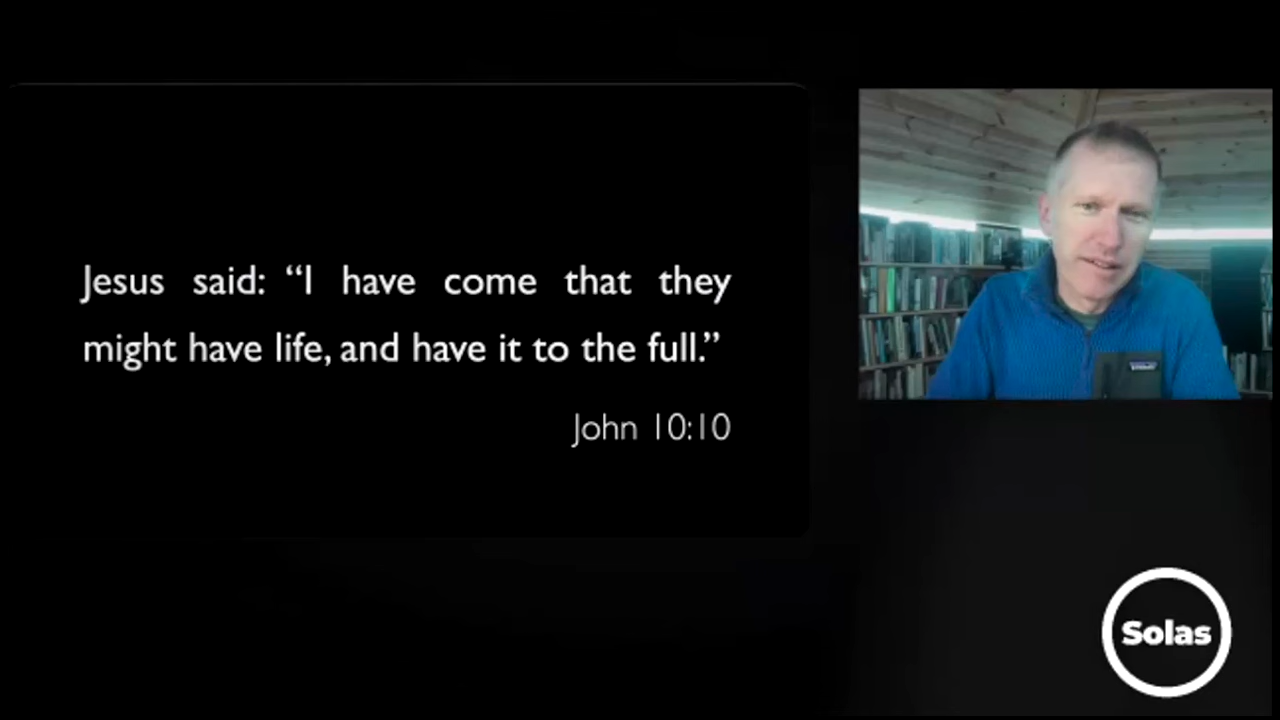 Jesus said: “I have come that they
might have life, and have it to the full.”
John 10:10
Solas